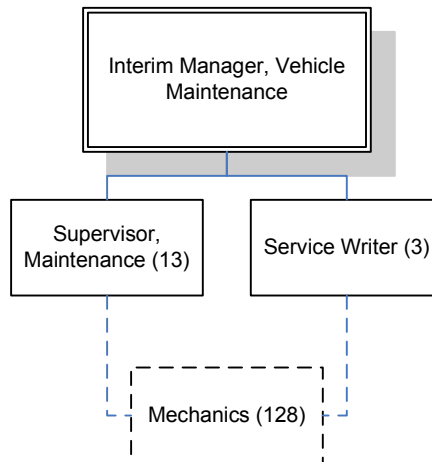 Interim Manager, Vehicle
Maintenance
Supervisor,
Maintenance (13)
Service Writer (3)
Mechanics (128)